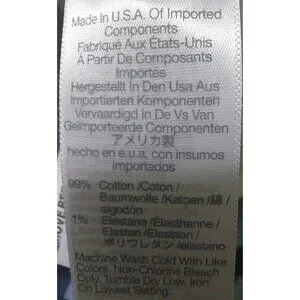 Made In U.S.A. Of Imported
Components
Fabriqué Aux États-Unis
À Partir De Composants
Importés
Hergestellt In Den Usa Aus
Importierten Komponenten
Vervaardigd In De Vs Van
Geïmporteerde Componenten
アメリカ製
hecho en e.u.a. con insumos
importados
99% Cotton /Coton /
Baumwolle /Katoen /綿 /
algodón
1% Elastane /Élasthanne /
Elastan /Elastaan /
ポリウレタン /elastano
Machine Wash Cold With Like
Colors. Non-Chlorine Bleach
Only, Tumble Dry Low. Iron
On Lowest Setting